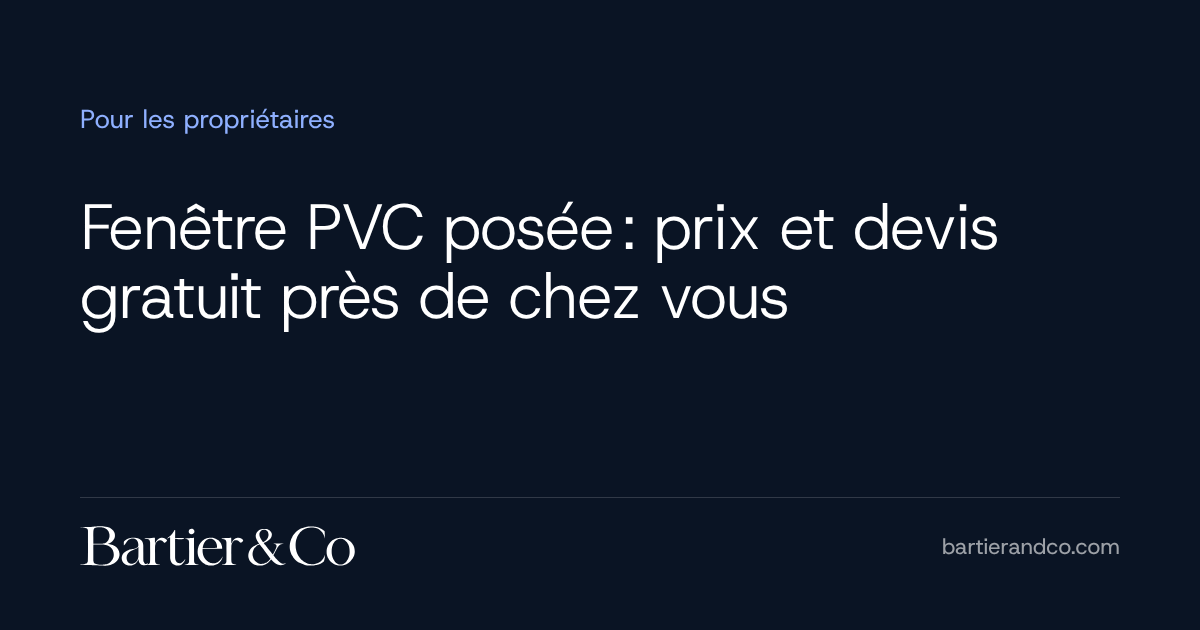 Pour les propriétaires
Fenêtre PVC posée : prix et devis
gratuit près de chez vous
Bartier & Co
bartierandco.com